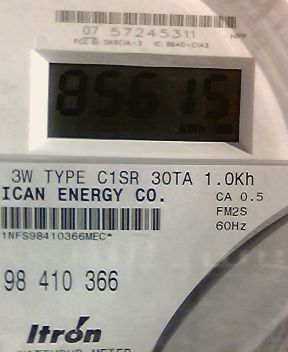 07 57245311
85615
3W TYPE C1SR 30TA 1.0Kh
ICAN ENERGY CO.
CA 0.5
FM2S
60Hz
1NFS98410366MEC*
98 410 366
Itrón